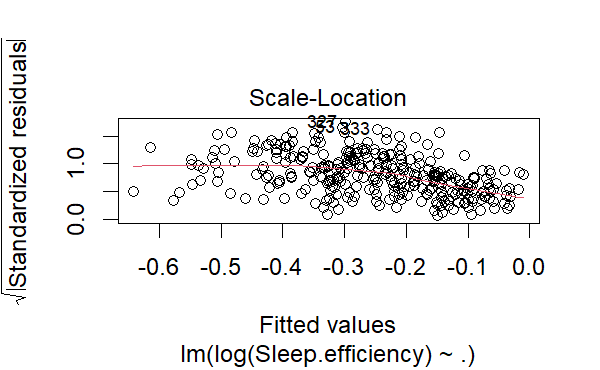 Scale-Location
√|Standardized residuals|
1.0
0.0
327
53 333
-0.6 -0.5 -0.4 -0.3 -0.2 -0.1 0.0
Fitted values
lm(log(Sleep.efficiency) ~ .)